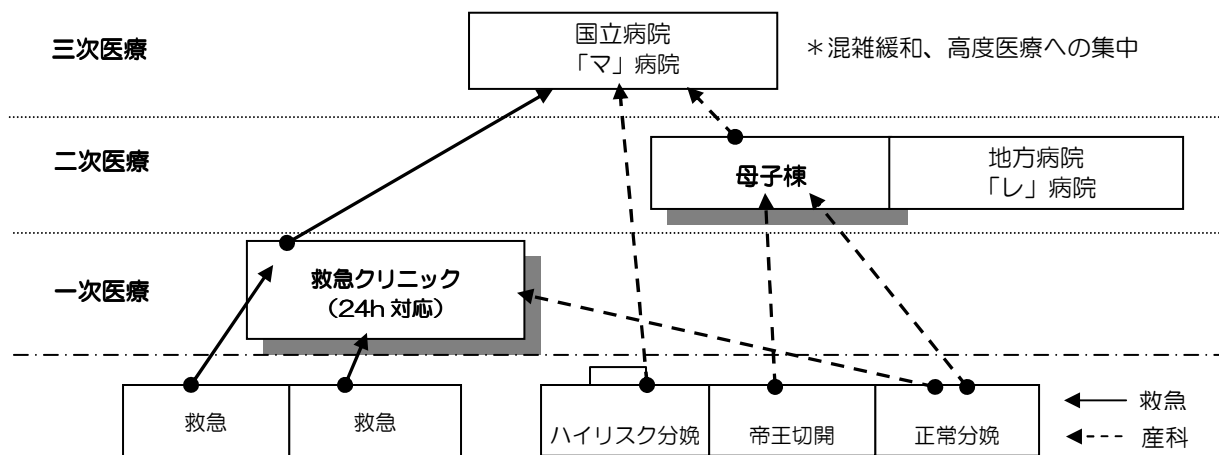 三次医療
国立病院
「マ」病院
＊混雑緩和、高度医療への集中
二次医療
母子棟
地方病院
「レ」病院
一次医療
救急クリニック
（24h 対応）
救急
救急
ハイリスク分娩
帝王切開
正常分娩
救急
産科